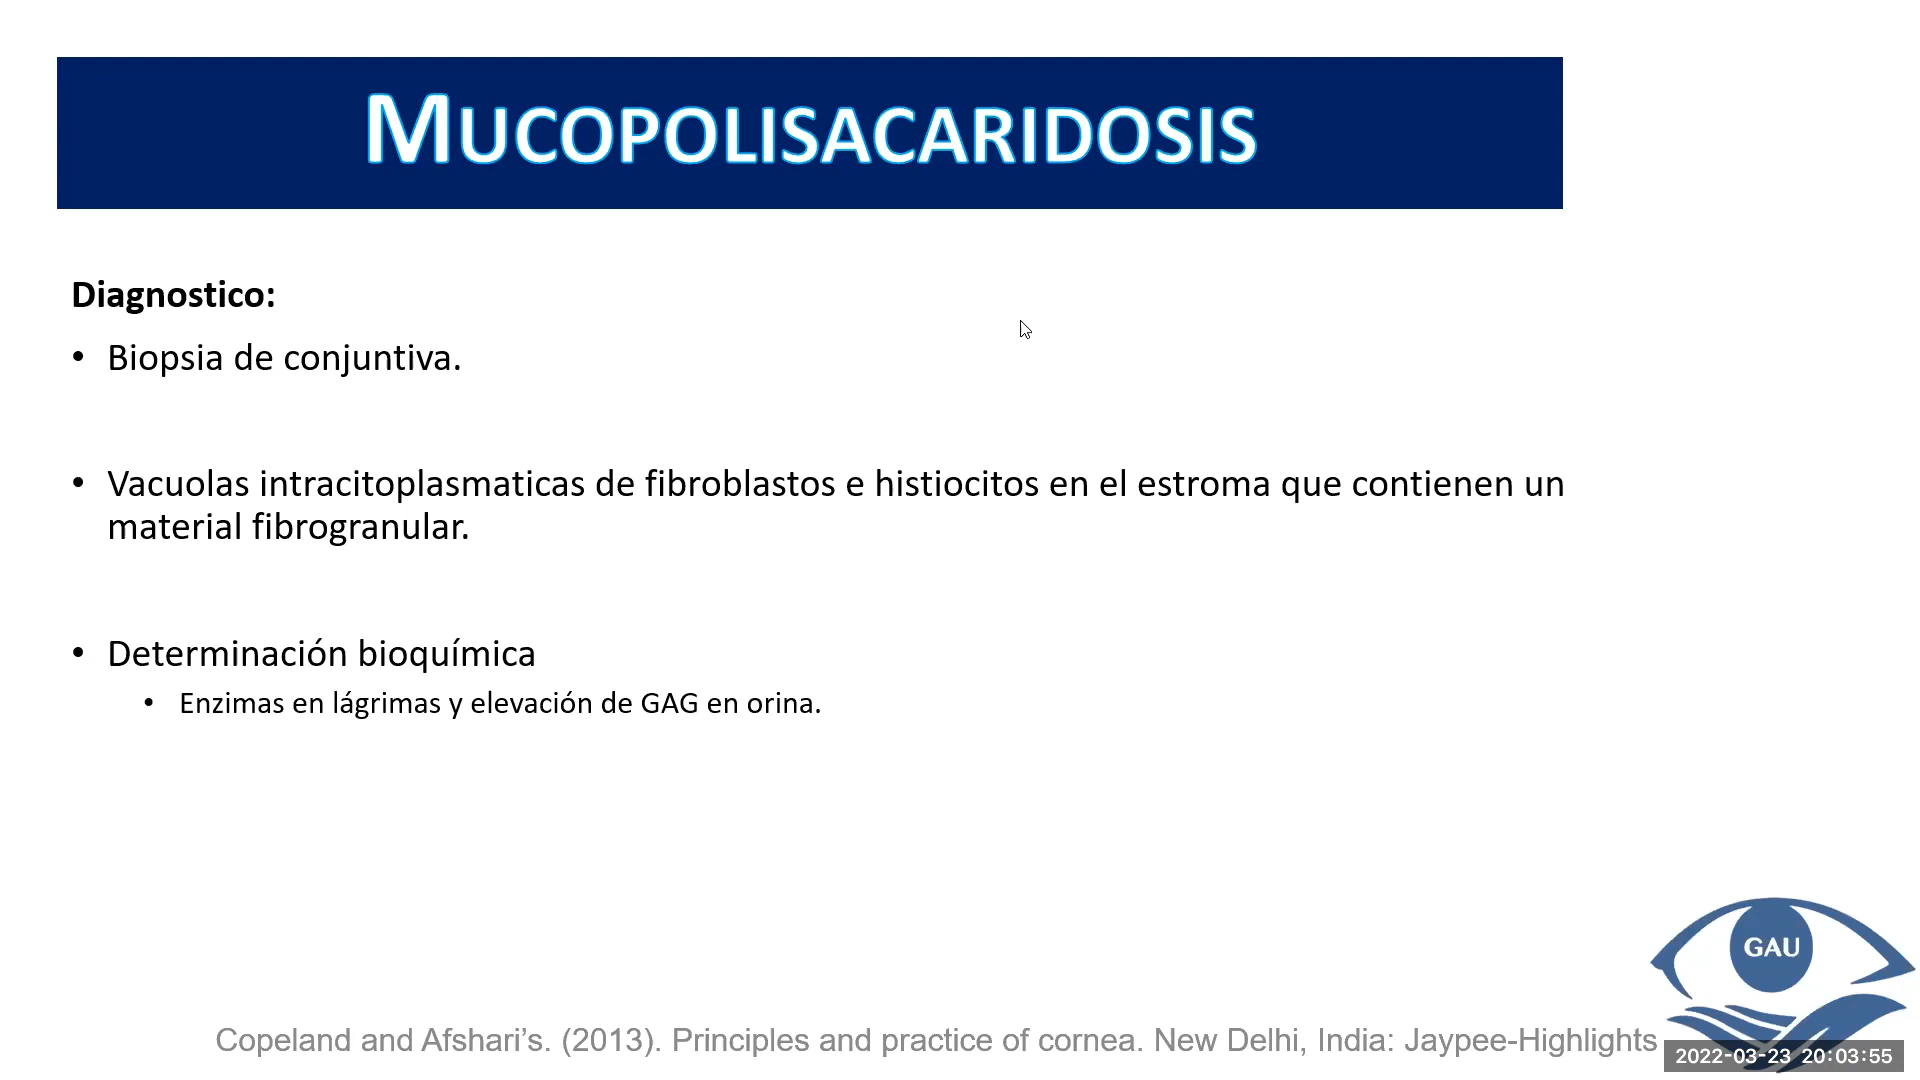 MUCOPOLISACARIDOSIS
Diagnostico:
• Biopsia de conjuntiva.
• Vacuolas intracitoplasmaticas de fibroblastos e histiocitos en el estroma que contienen un
material fibrogranular.
• Determinación bioquímica
• Enzimas en lágrimas y elevación de GAG en orina.
GAU
Copeland and Afshari’s. (2013). Principles and practice of cornea. New Delhi, India: Jaypee-Highlights
2022-03-23 20:03:55